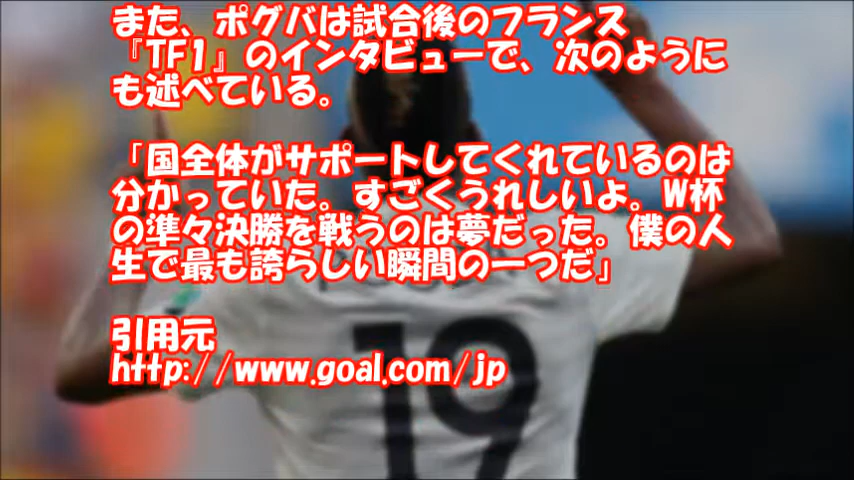 また、ポグバは試合後のフランス
『TF1』のインタビューで、次のように
も述べている。
「国全体がサポートしてくれているのは
分かっていた。すごくうれしいよ。W杯
の準々決勝を戦うのは夢だった。僕の人
生で最も誇らしい瞬間の一つだ」
引用元
http://www.goal.com/jp
19